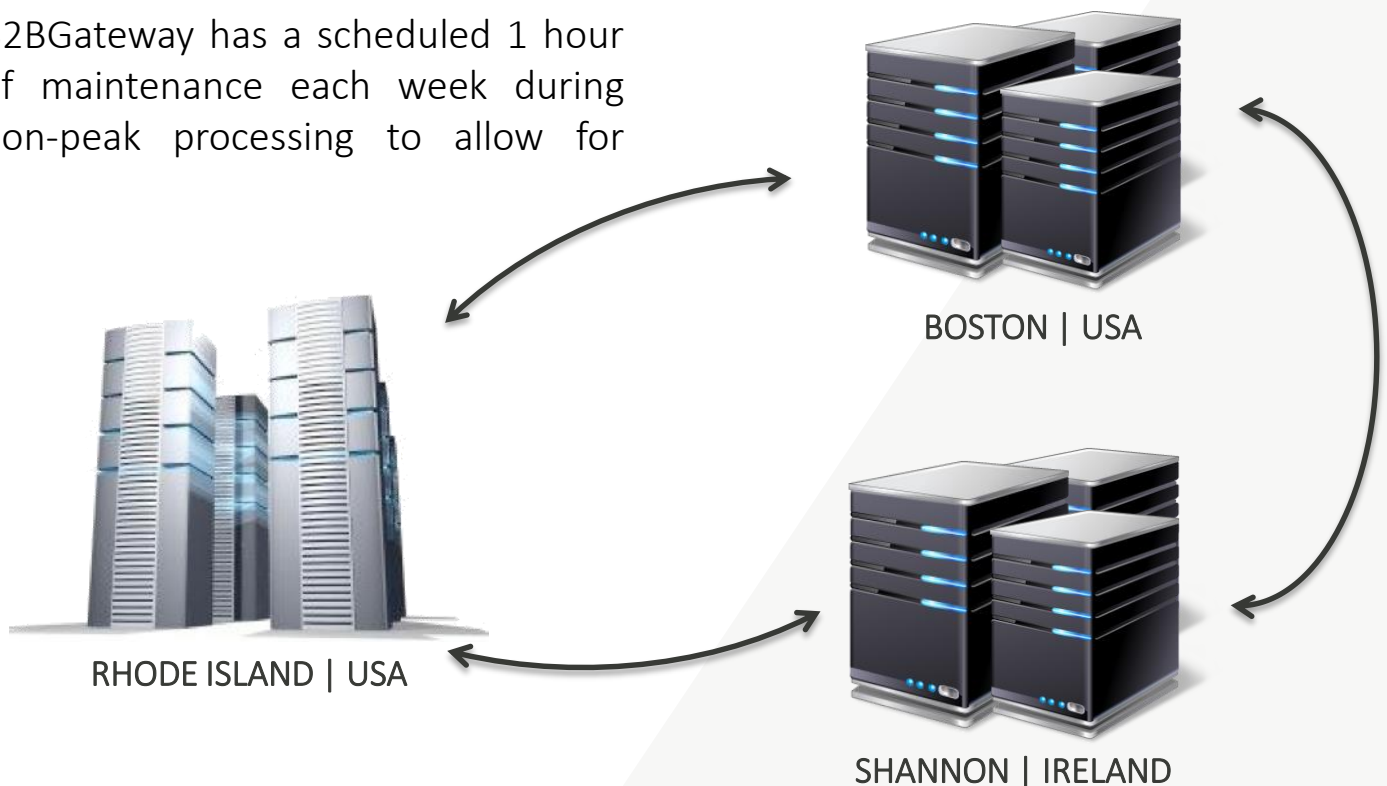 2BGateway has a scheduled 1 hour
f maintenance each week during
on-peak processing to allow for
BOSTON | USA
RHODE ISLAND | USA
SHANNON | IRELAND